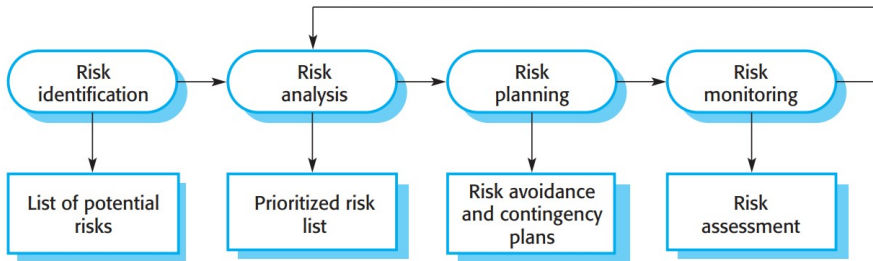 Risk
identification
Risk
analysis
Risk
planning
Risk
monitoring
List of potential
risks
Prioritized risk
list
Risk avoidance
and contingency
plans
Risk
assessment